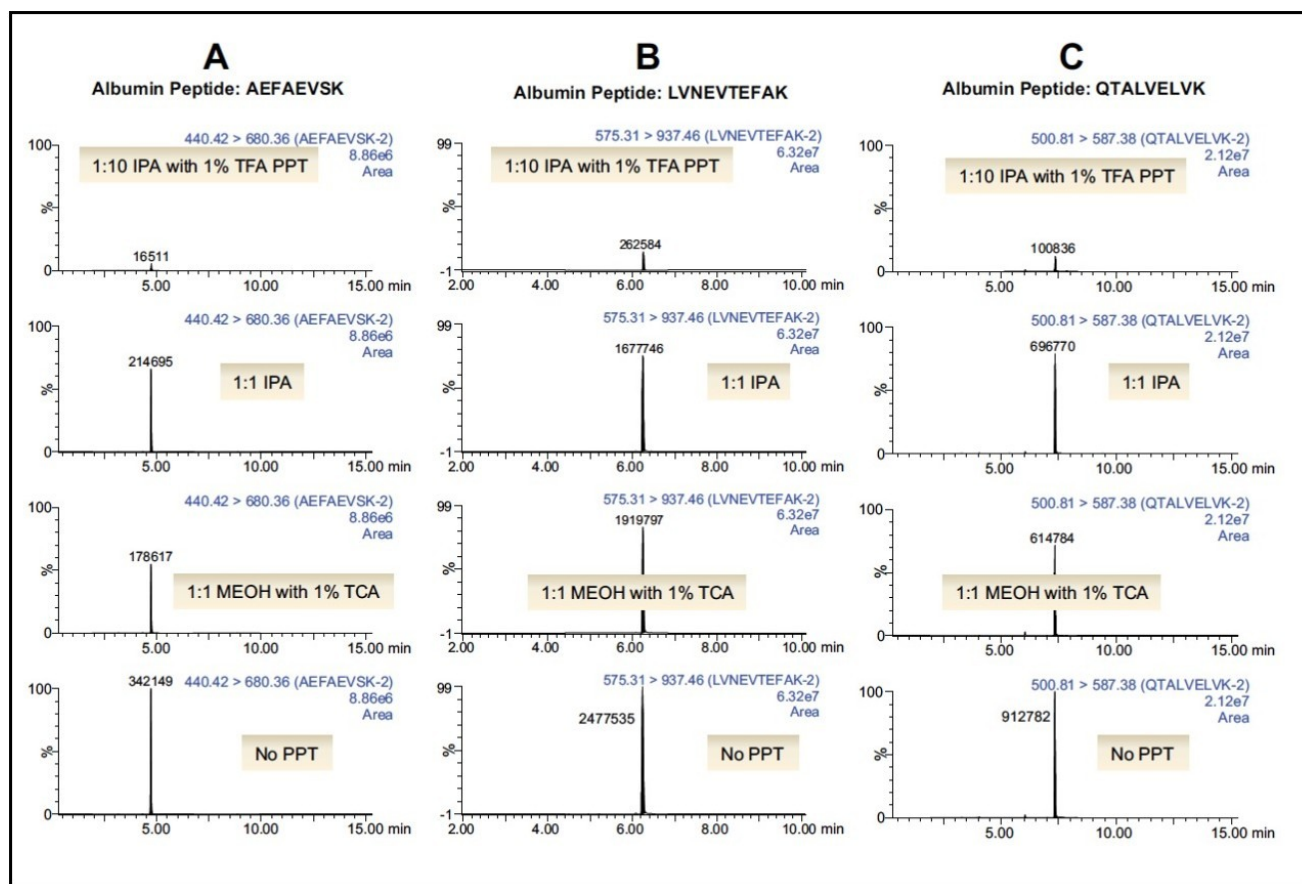 A
Albumin Peptide: AEFAEVSK
440.42 > 680.36 (AEFAEVSK-2)
8.86e6
Area
1:10 IPA with 1% TFA PPT
100
%
0
16511
5.00 10.00 15.00 min
440.42 > 680.36 (AEFAEVSK-2)
8.86e6
Area
1:1 IPA
100
%
0
214695
5.00 10.00 15.00 min
440.42 > 680.36 (AEFAEVSK-2)
8.86e6
Area
1:1 MEOH with 1% TCA
100
%
0
178617
5.00 10.00 15.00 min
440.42 > 680.36 (AEFAEVSK-2)
8.86e6
Area
No PPT
100
%
0
342149
5.00 10.00 15.00 min
B
Albumin Peptide: LVNEVTEFAK
575.31 > 937.46 (LVNEVTEFAK-2)
6.32e7
Area
1:10 IPA with 1% TFA PPT
99
%
-1
262584
2.00 4.00 6.00 8.00 10.00 min
575.31 > 937.46 (LVNEVTEFAK-2)
6.32e7
Area
1:1 IPA
99
%
-1
1677746
2.00 4.00 6.00 8.00 10.00 min
575.31 > 937.46 (LVNEVTEFAK-2)
6.32e7
Area
1:1 MEOH with 1% TCA
99
%
-1
1919797
2.00 4.00 6.00 8.00 10.00 min
575.31 > 937.46 (LVNEVTEFAK-2)
6.32e7
Area
No PPT
99
%
-1
2477535
2.00 4.00 6.00 8.00 10.00 min
C
Albumin Peptide: QTALVELVK
500.81 > 587.38 (QTALVELVK-2)
2.12e7
Area
1:10 IPA with 1% TFA PPT
100
%
0
100836
5.00 10.00 15.00 min
500.81 > 587.38 (QTALVELVK-2)
2.12e7
Area
1:1 IPA
100
%
0
696770
5.00 10.00 15.00 min
500.81 > 587.38 (QTALVELVK-2)
2.12e7
Area
1:1 MEOH with 1% TCA
100
%
0
614784
5.00 10.00 15.00 min
500.81 > 587.38 (QTALVELVK-2)
2.12e7
Area
No PPT
100
%
0
912782
5.00 10.00 15.00 min